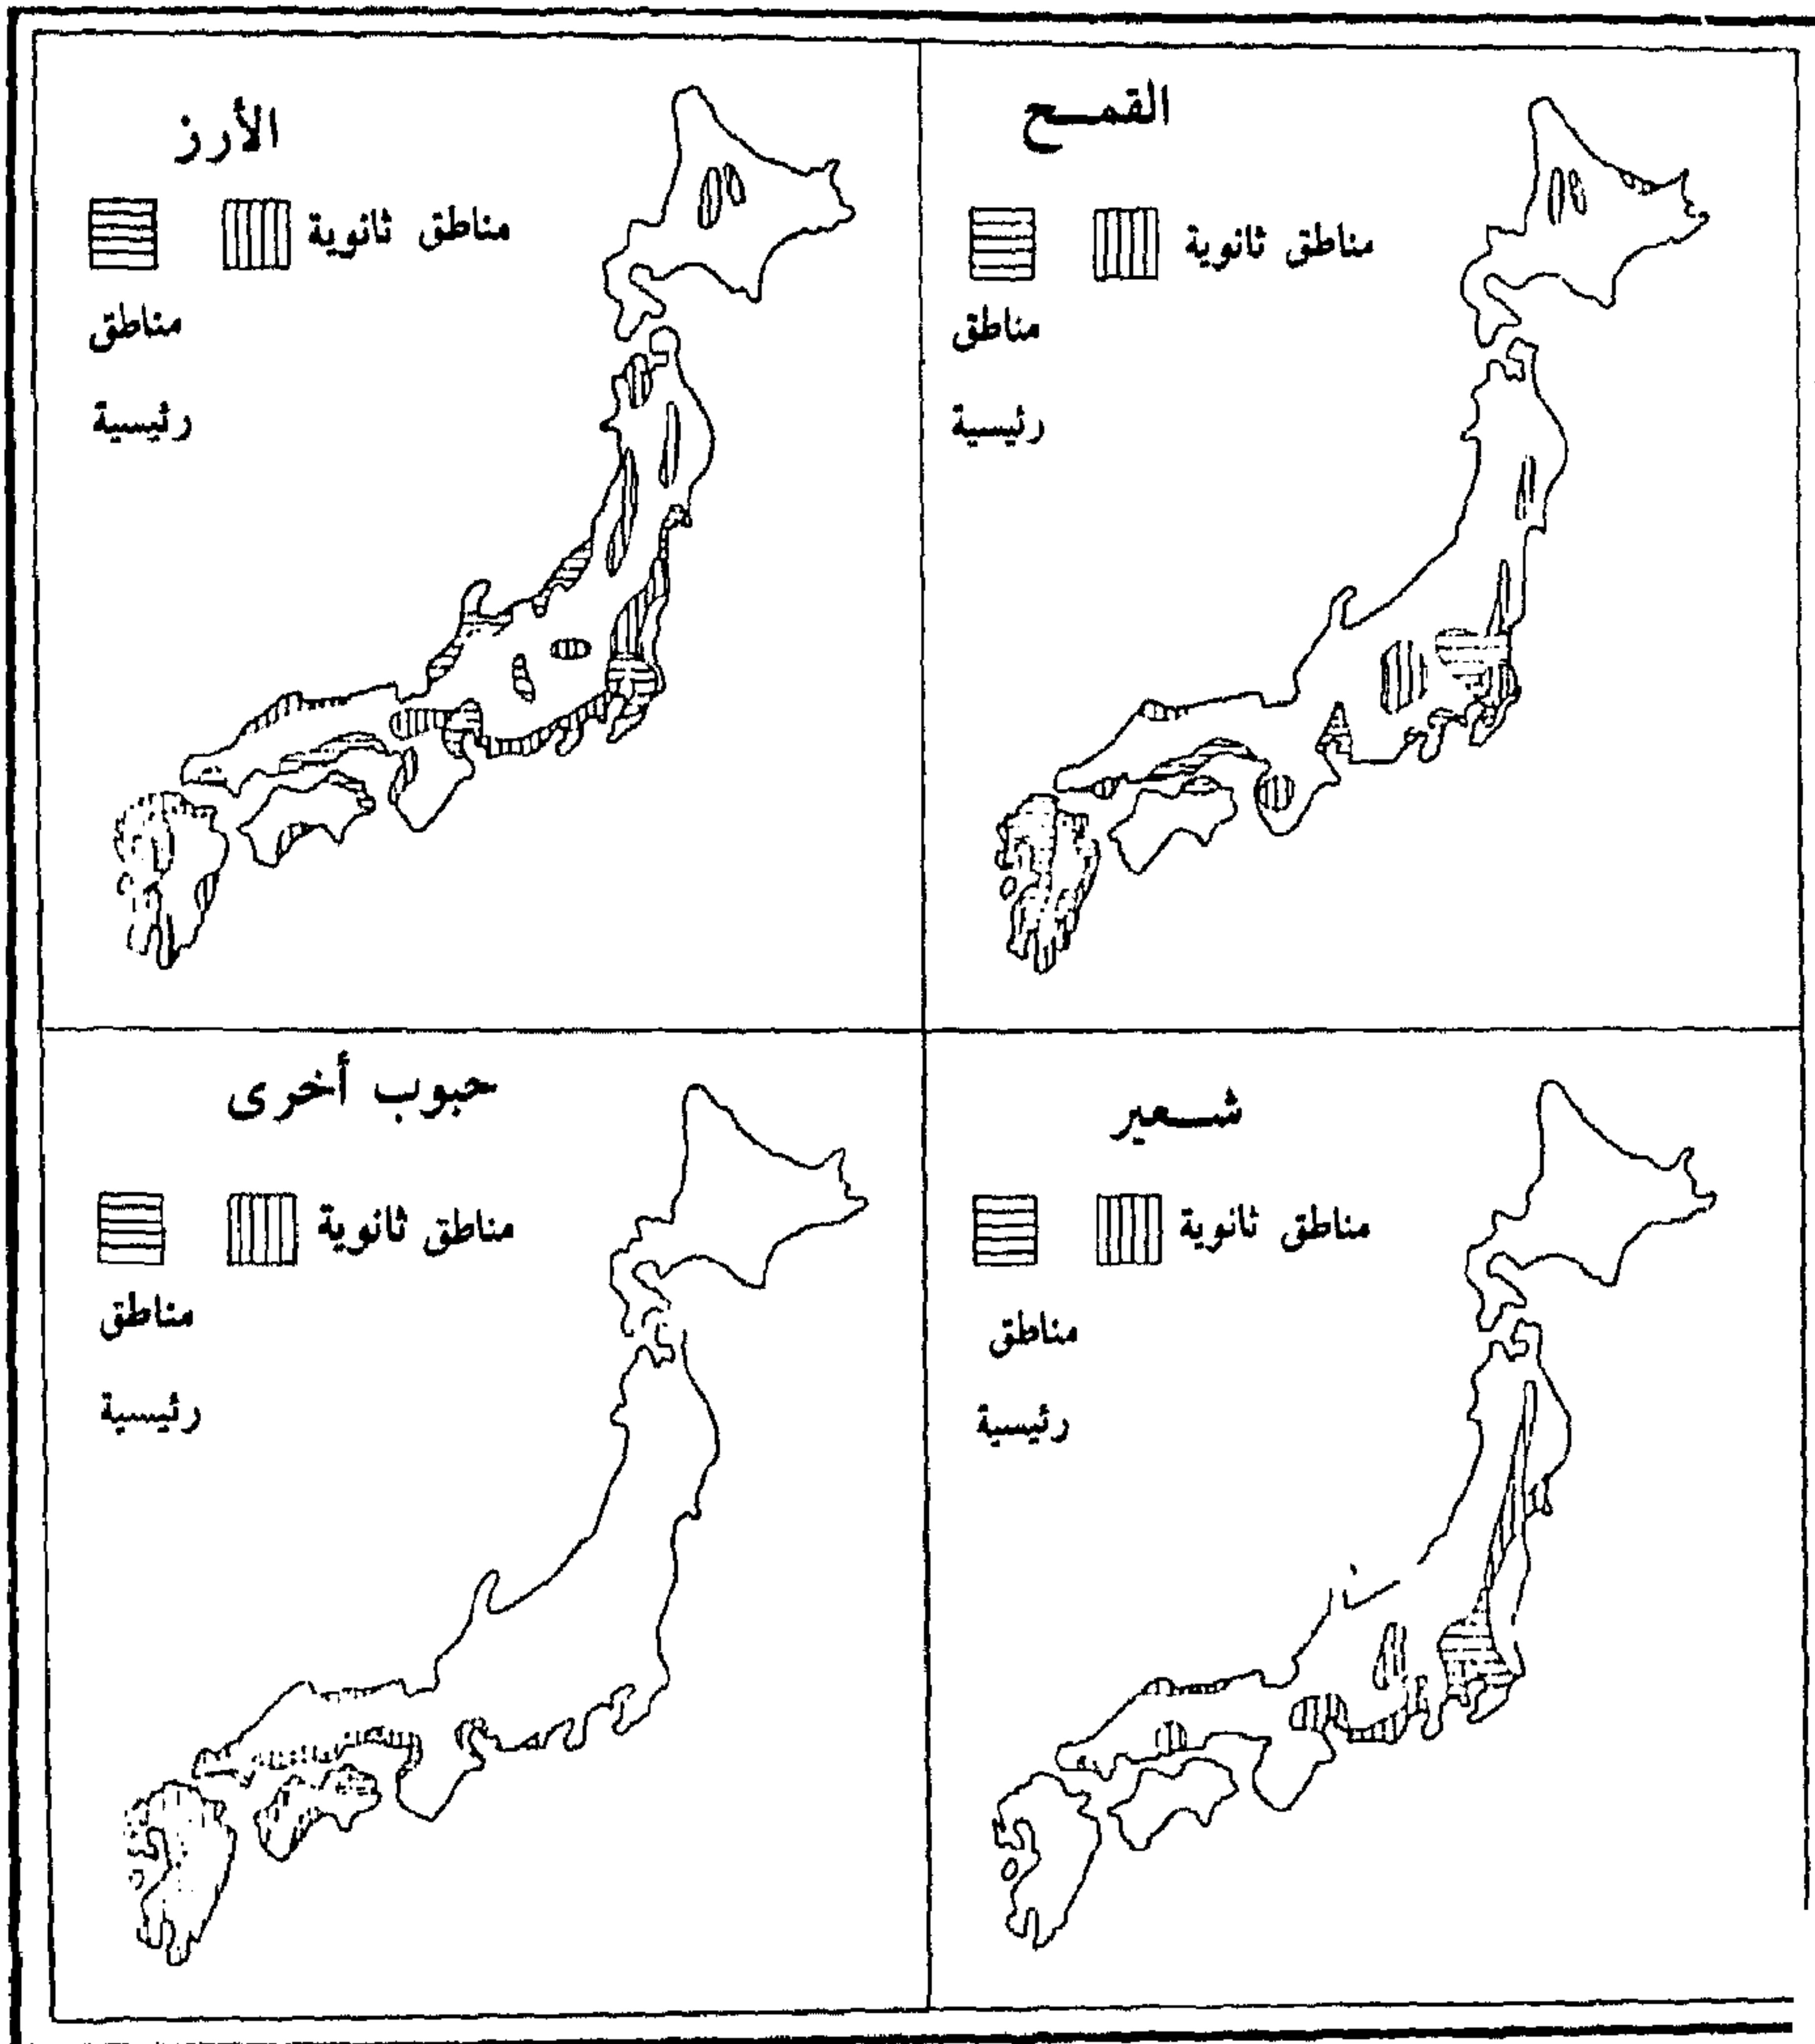 القمح
مناطق ثانوية
مناطق
رئيسية
الأرز
مناطق ثانوية
مناطق
رئيسية
شعير
مناطق ثانوية
مناطق
رئيسية
حبوب أخرى
مناطق ثانوية
مناطق
رئيسية